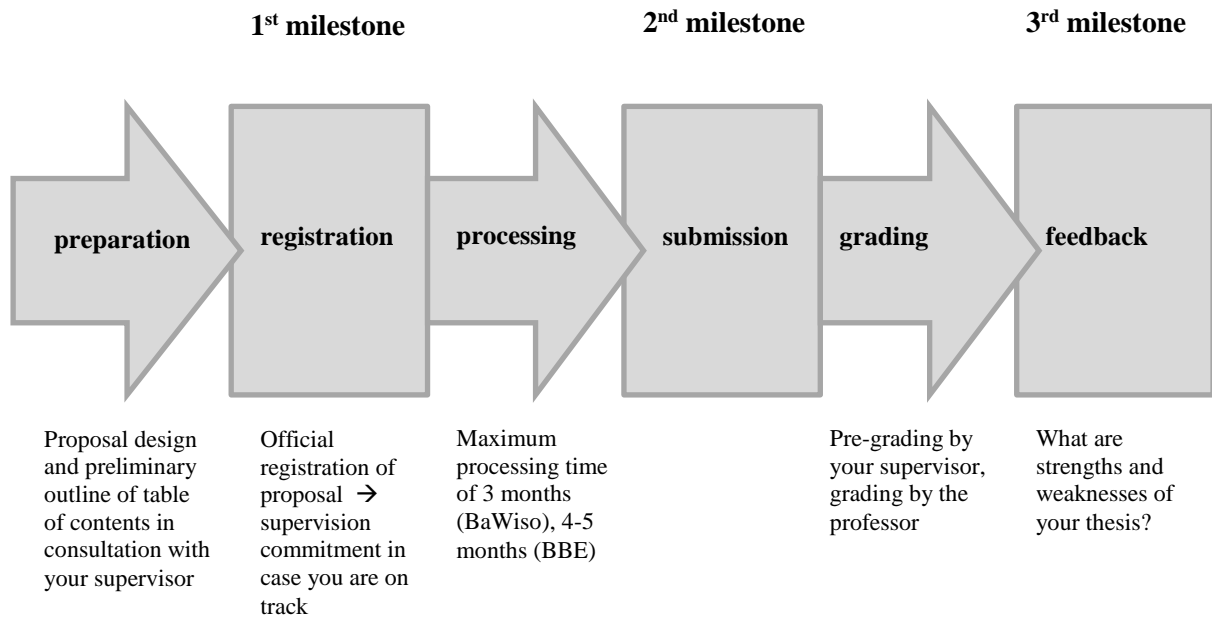 1st milestone
2nd milestone
3rd milestone
preparation
registration
processing
submission
grading
feedback
Proposal design
and preliminary
outline of table
of contents in
consultation with
your supervisor
Official
registration of
proposal →
supervision
commitment in
case you are on
track
Maximum
processing time
of 3 months
(BaWiso), 4-5
months (BBE)
Pre-grading by
your supervisor,
grading by the
professor
What are
strengths and
weaknesses of
your thesis?